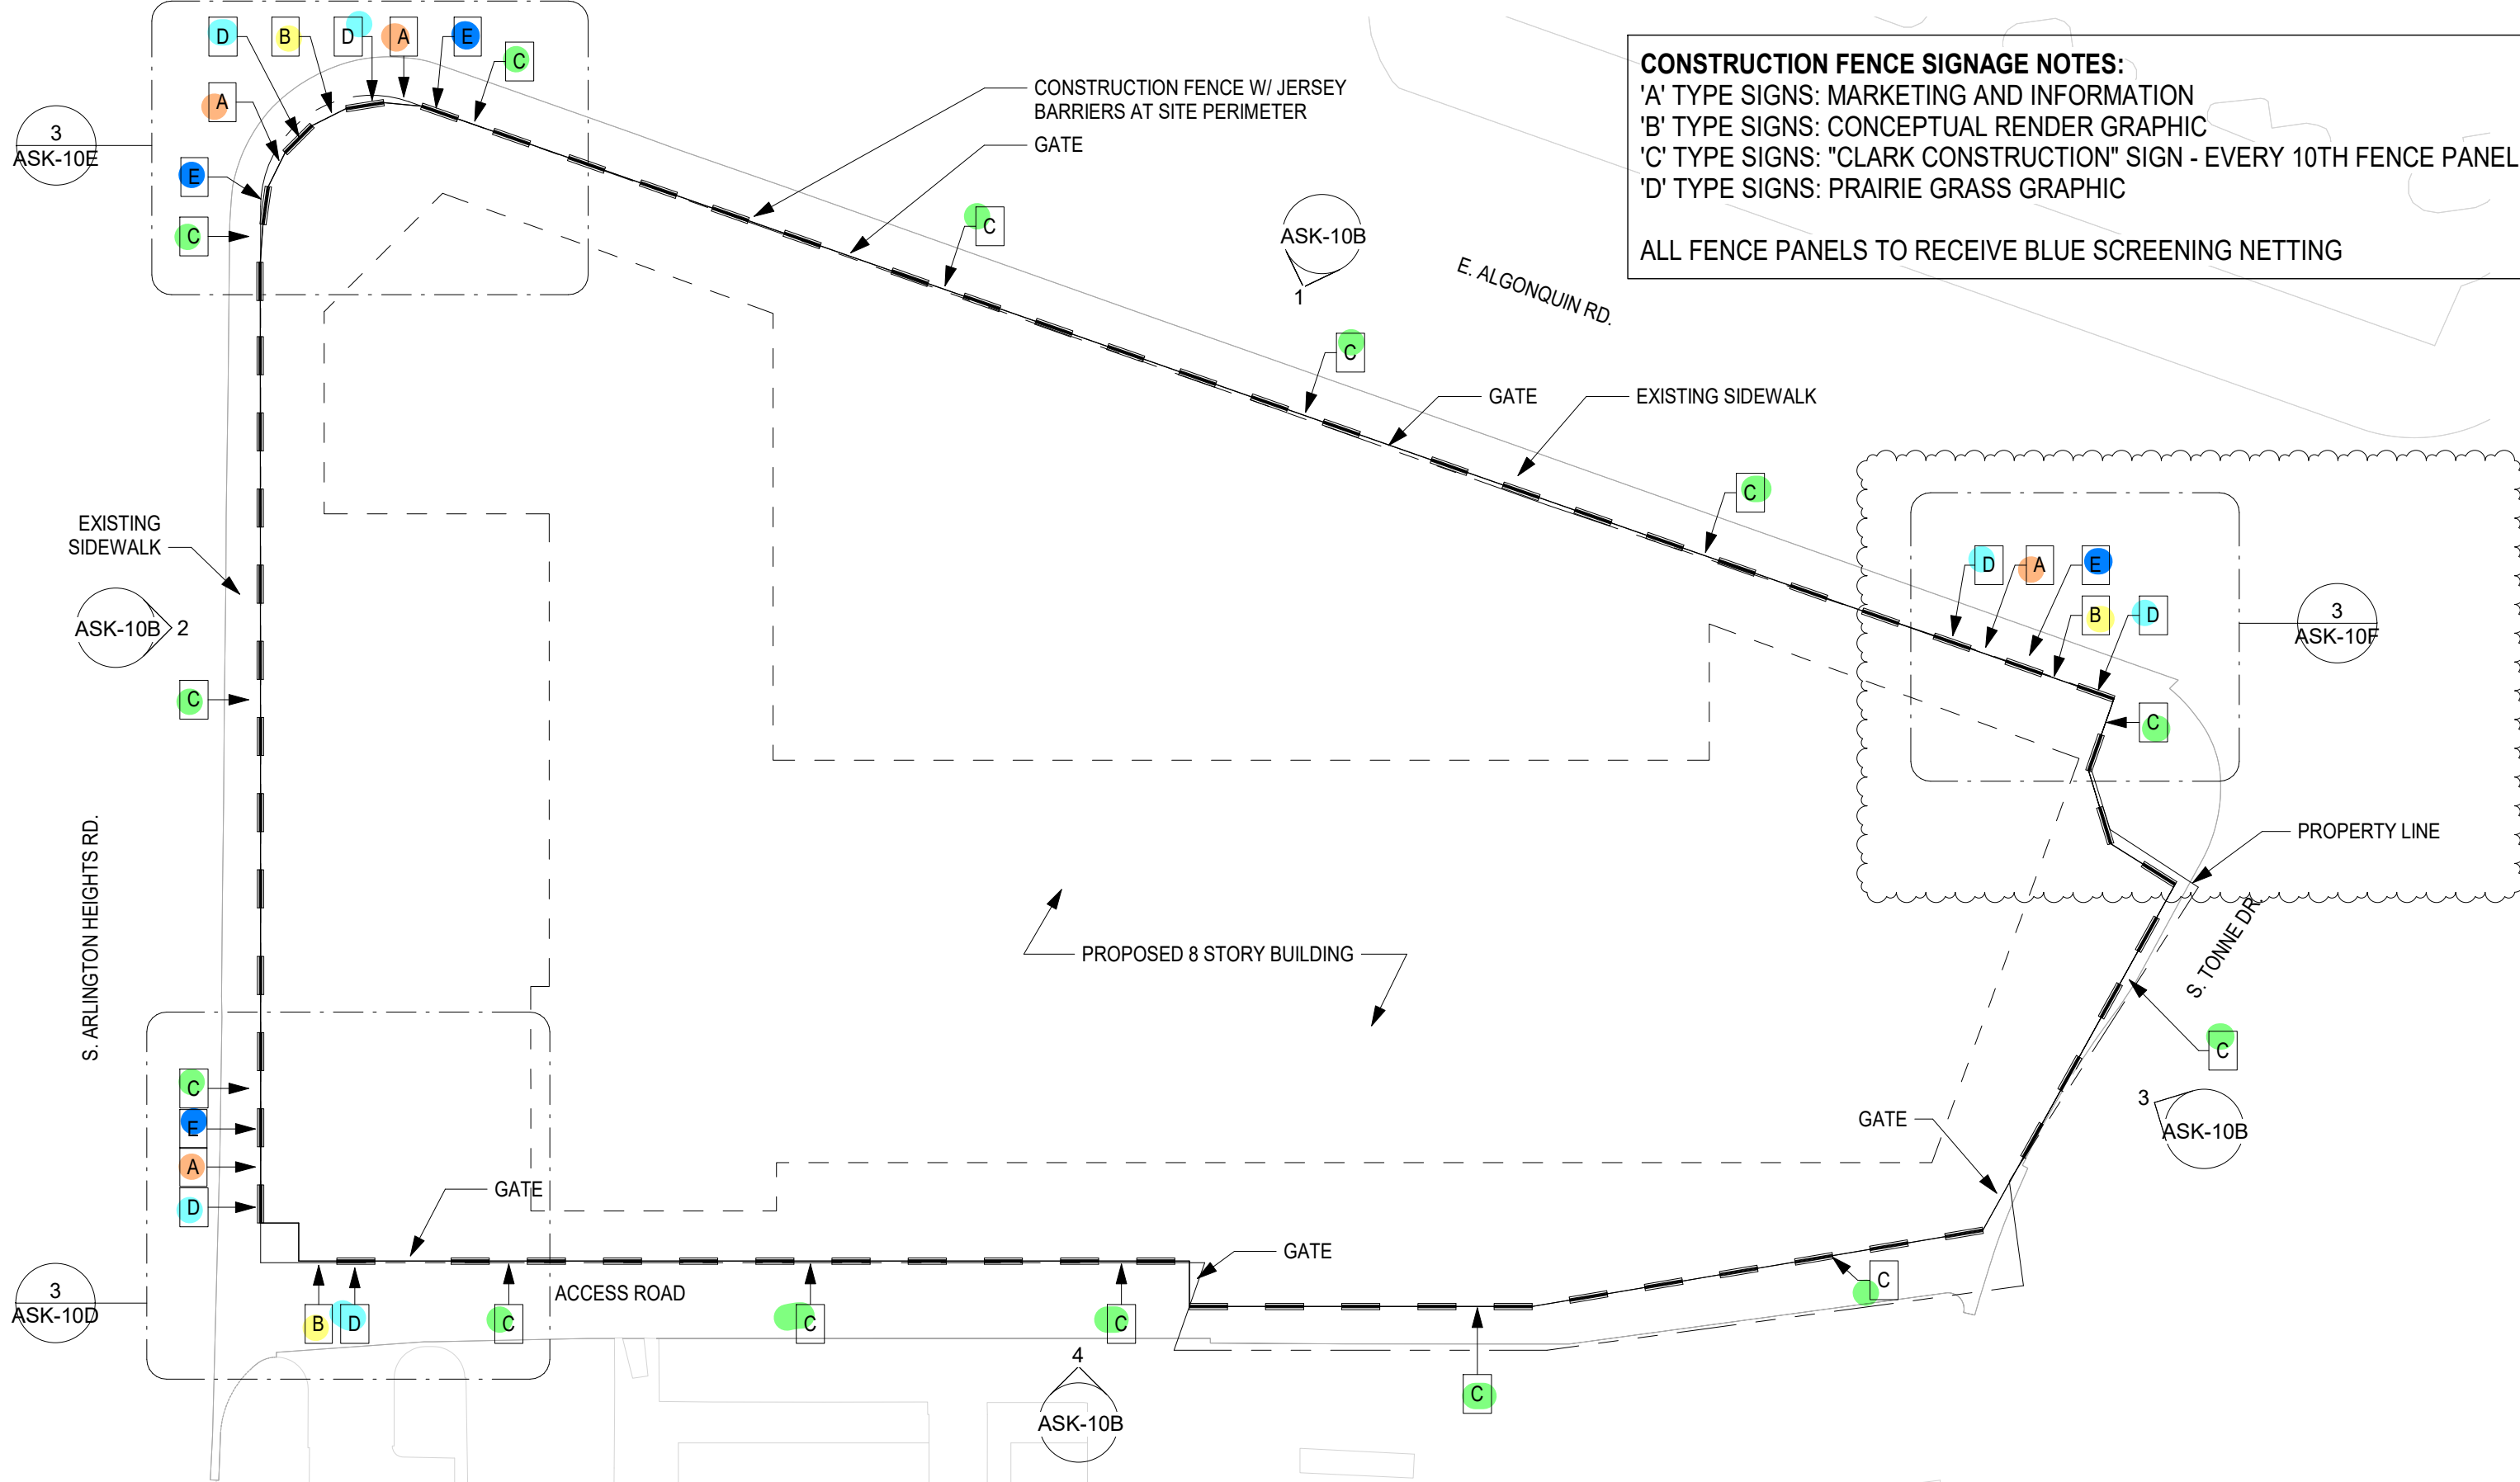 D
B
D
A
E
C
A
3
ASK-10E
E
C
CONSTRUCTION FENCE W/ JERSEY
BARRIERS AT SITE PERIMETER
GATE
CONSTRUCTION FENCE SIGNAGE NOTES:
'A' TYPE SIGNS: MARKETING AND INFORMATION
'B' TYPE SIGNS: CONCEPTUAL RENDER GRAPHIC
'C' TYPE SIGNS: "CLARK CONSTRUCTION" SIGN - EVERY 10TH FENCE PANEL
'D' TYPE SIGNS: PRAIRIE GRASS GRAPHIC
ALL FENCE PANELS TO RECEIVE BLUE SCREENING NETTING
C
ASK-10B
1
E. ALGONQUIN RD.
C
GATE
EXISTING SIDEWALK
C
EXISTING
SIDEWALK
ASK-10B
2
C
D
A
E
B
D
C
3
ASK-10F
PROPERTY LINE
S. ARLINGTON HEIGHTS RD.
PROPOSED 8 STORY BUILDING
S. TONNE DR.
C
3
ASK-10B
GATE
C
E
A
D
GATE
GATE
3
ASK-10D
B
D
C
ACCESS ROAD
C
C
C
C
4
ASK-10B